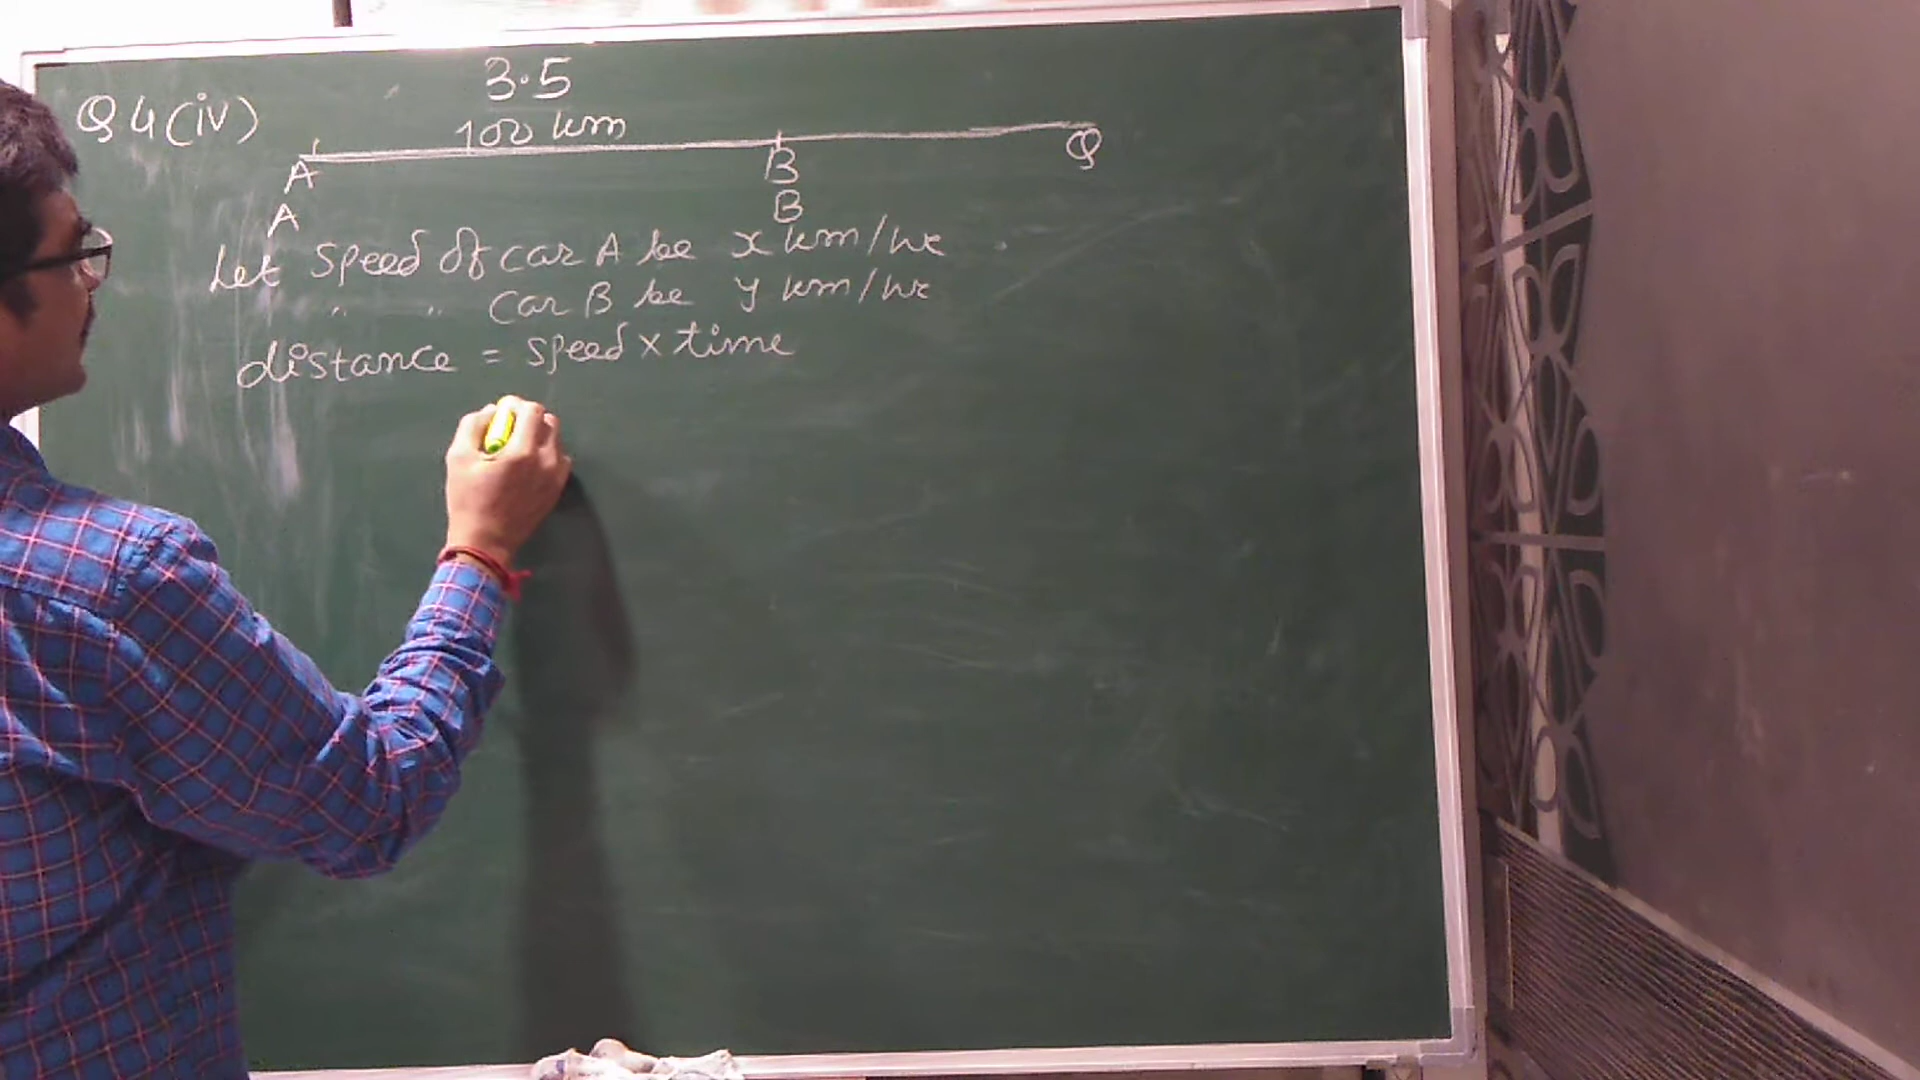 3.5
Q 4 (iv)
100 km
A B Q
A B
Let speed of car A be x km/hr
" " car B be y km/hr
distance = speed x time